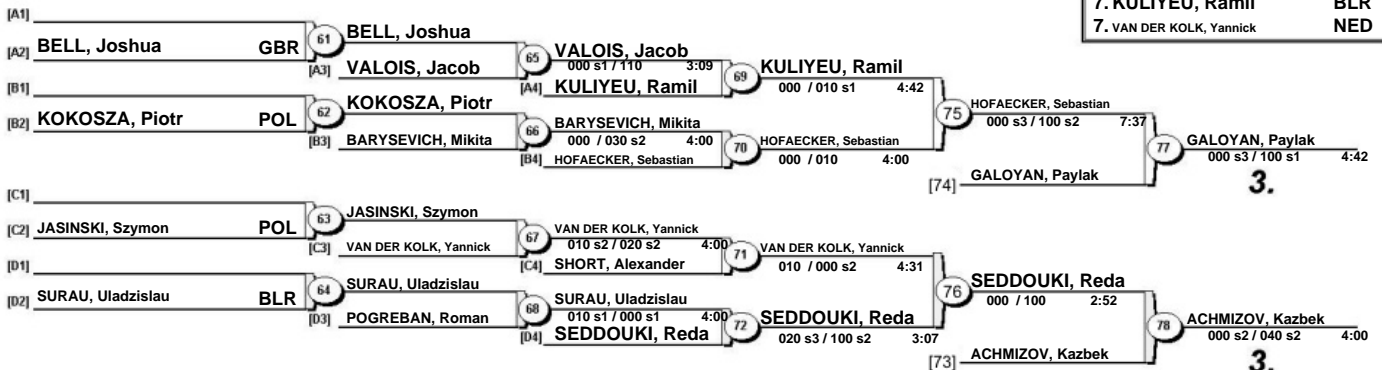 7. KULIYEU, Ramil BLR
7. VAN DER KOLK, Yannick NED
[A1]
[A2] BELL, Joshua GBR
61 BELL, Joshua
[A3] VALOIS, Jacob
65 VALOIS, Jacob
000 s1 / 110 3:09
[A4] KULIYEU, Ramil
69 KULIYEU, Ramil
000 / 010 s1 4:42
[B1]
[B2] KOKOSZA, Piotr POL
62 KOKOSZA, Piotr
[B3] BARYSEVICH, Mikita
66 BARYSEVICH, Mikita
000 / 030 s2 4:00
[B4] HOFAECKER, Sebastian
70 HOFAECKER, Sebastian
000 / 010 4:00
75 HOFAECKER, Sebastian
000 s3 / 100 s2 7:37
[74] GALOYAN, Paylak
77 GALOYAN, Paylak
000 s3 / 100 s1 4:42
3.
[C1]
[C2] JASINSKI, Szymon POL
63 JASINSKI, Szymon
[C3] VAN DER KOLK, Yannick
67 VAN DER KOLK, Yannick
010 s2 / 020 s2 4:00
[C4] SHORT, Alexander
71 VAN DER KOLK, Yannick
010 / 000 s2 4:31
[D1]
[D2] SURAU, Uladzislau BLR
64 SURAU, Uladzislau
[D3] POGREBAN, Roman
68 SURAU, Uladzislau
010 s1 / 000 s1 4:00
[D4] SEDDOUKI, Reda
72 SEDDOUKI, Reda
020 s3 / 100 s2 3:07
76 SEDDOUKI, Reda
000 / 100 2:52
[73] ACHMIZOV, Kazbek
78 ACHMIZOV, Kazbek
000 s2 / 040 s2 4:00
3.